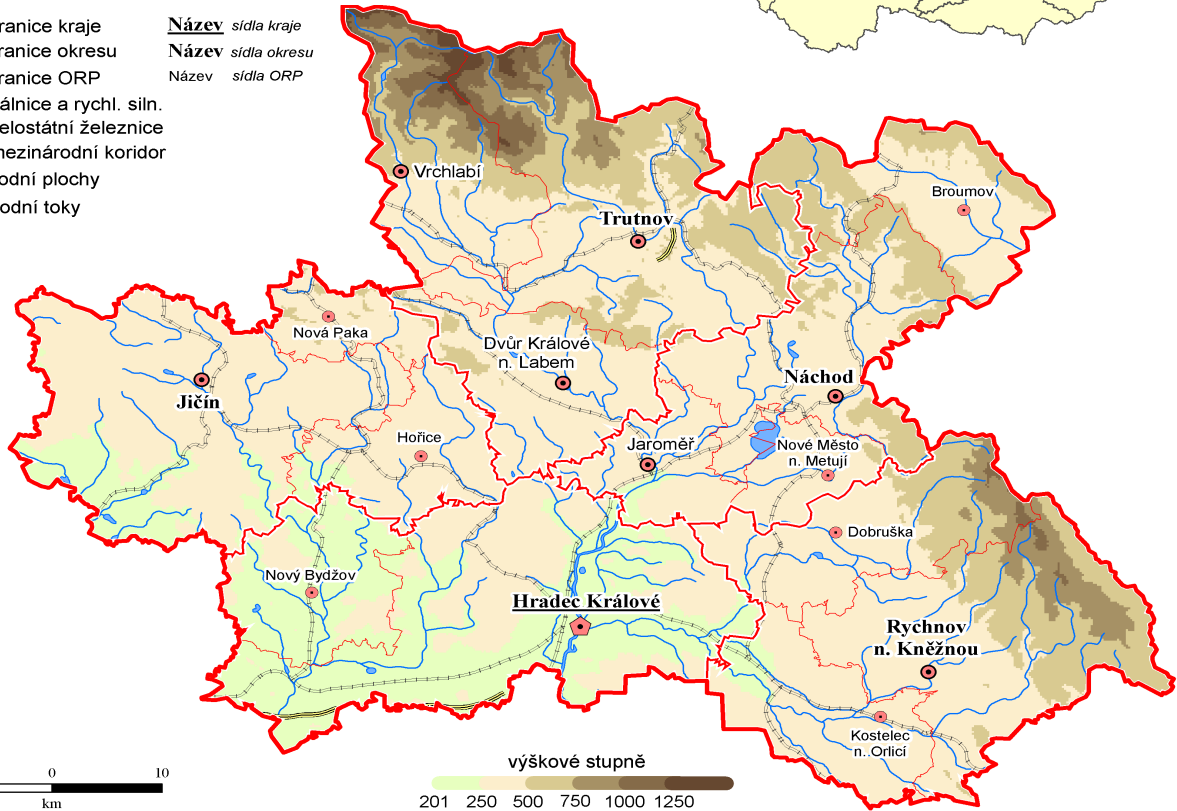 ranice kraje
ranice okresu
ranice ORP
álnice a rychl. siln.
elostátní železnice
mezinárodní koridor
odní plochy
odní toky
Název sídla kraje
Název sídla okresu
Název sídla ORP
Vrchlabí
Trutnov
Broumov
Nová Paka
Dvůr Králové
n. Labem
Jičín
Náchod
Hořice
Jaroměř
Nové Město
n. Metují
Dobruška
Nový Bydžov
Hradec Králové
Rychnov
n. Kněžnou
Kostelec
n. Orlicí
výškové stupně
201 250 500 750 1000 1250
0 10
km